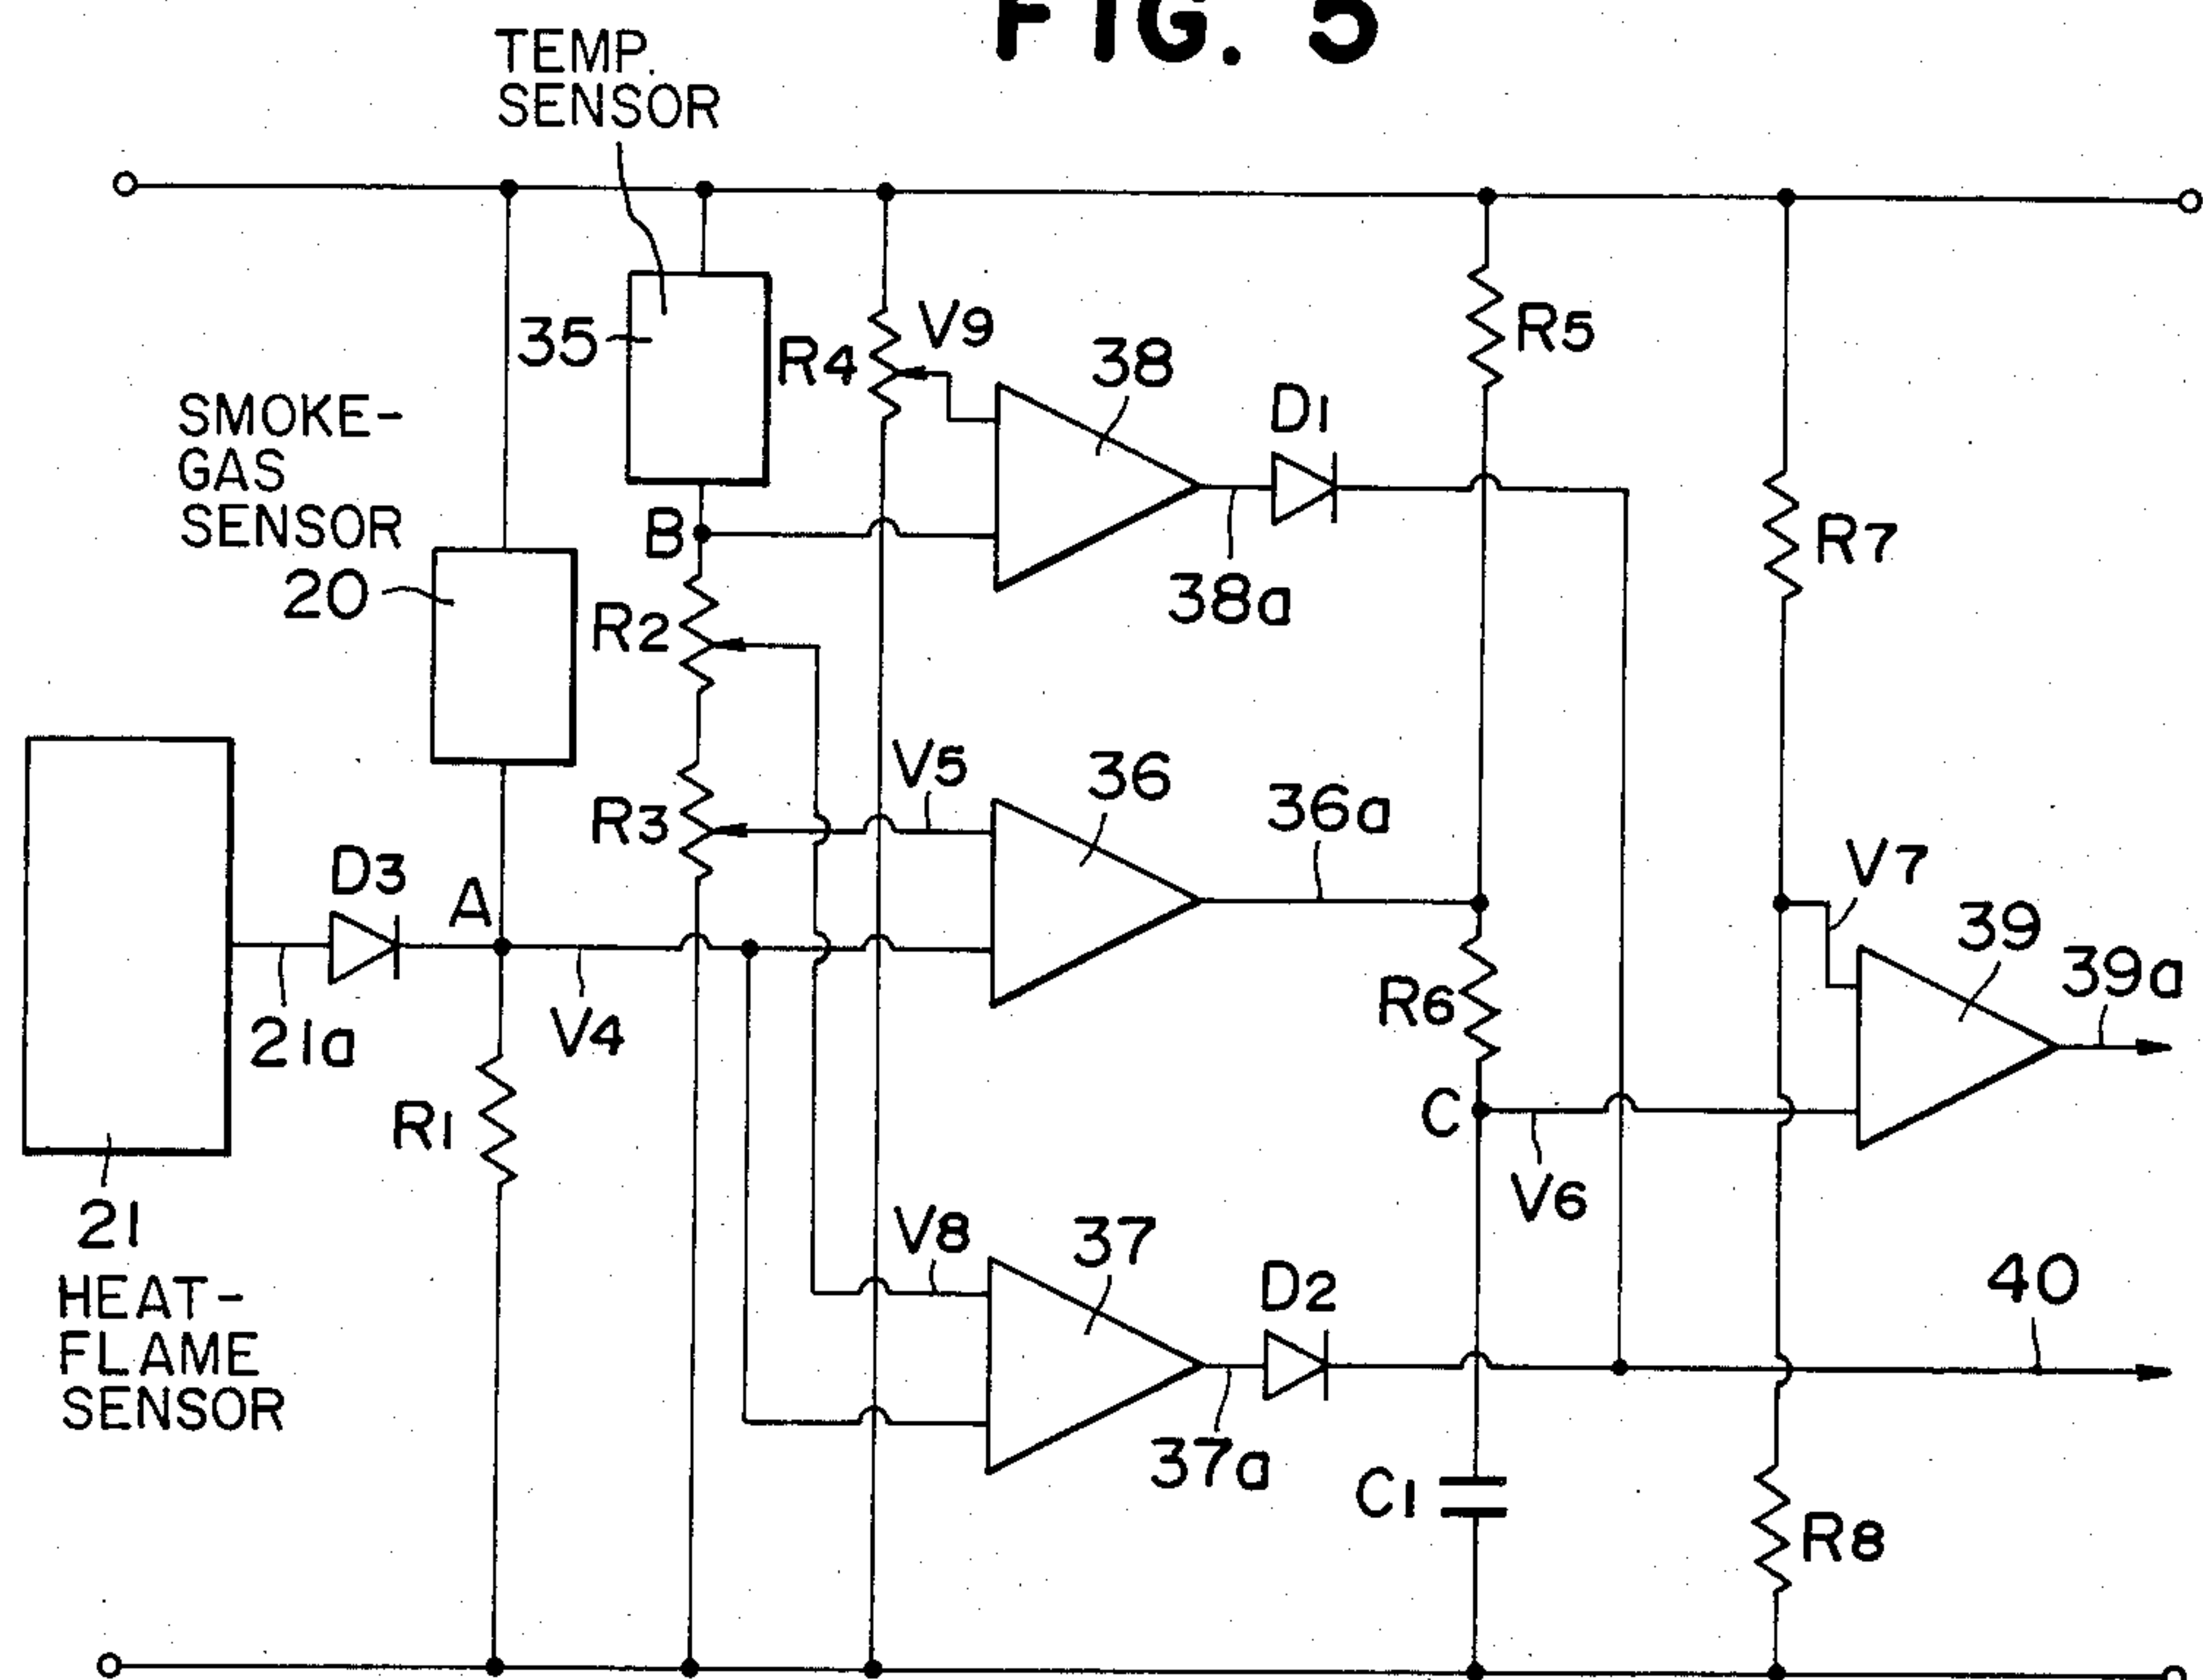 FIG. 5
TEMP.
SENSOR
35
R4
V9
38
D1
R5
SMOKE-
GAS
SENSOR
20
B
38a
R7
R2
V5
36
36a
R3
D3
A
V7
39
39a
21a
V4
R6
R1
C
V6
21
HEAT-
FLAME
SENSOR
V8
37
D2
40
37a
C1
R8